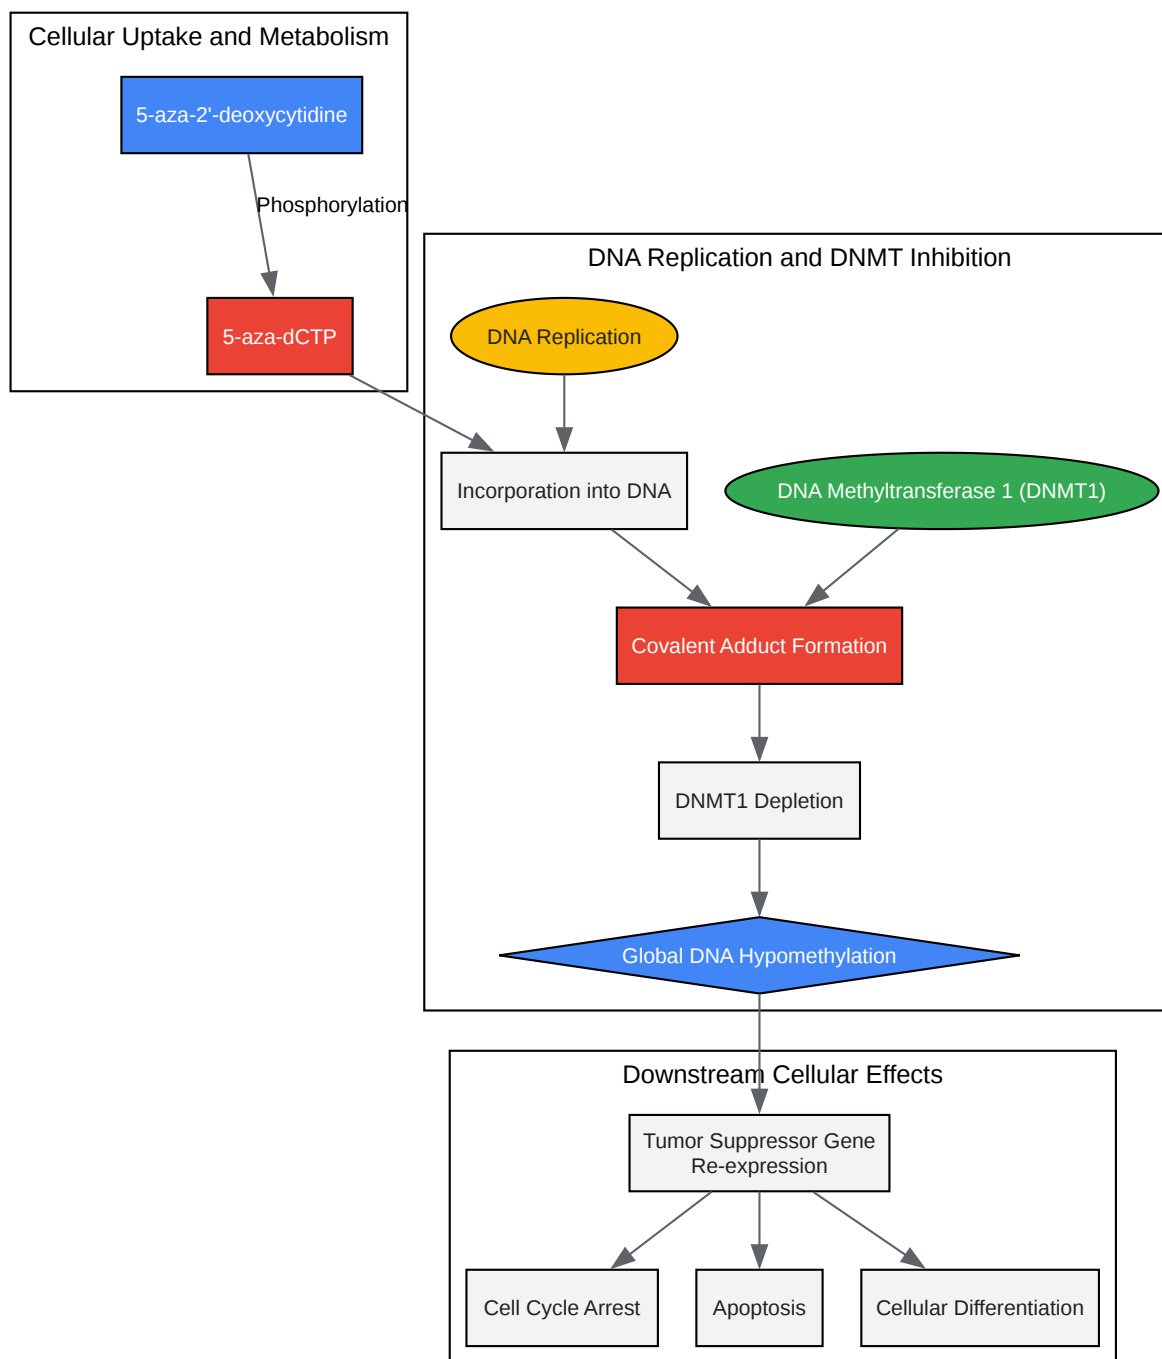 Cellular Uptake and Metabolism
5-aza-2'-deoxycytidine
Phosphorylation
5-aza-dCTP
DNA Replication and DNMT Inhibition
DNA Replication
Incorporation into DNA
DNA Methyltransferase 1 (DNMT1)
Covalent Adduct Formation
DNMT1 Depletion
Global DNA Hypomethylation
Downstream Cellular Effects
Tumor Suppressor Gene
Re-expression
Cell Cycle Arrest
Apoptosis
Cellular Differentiation